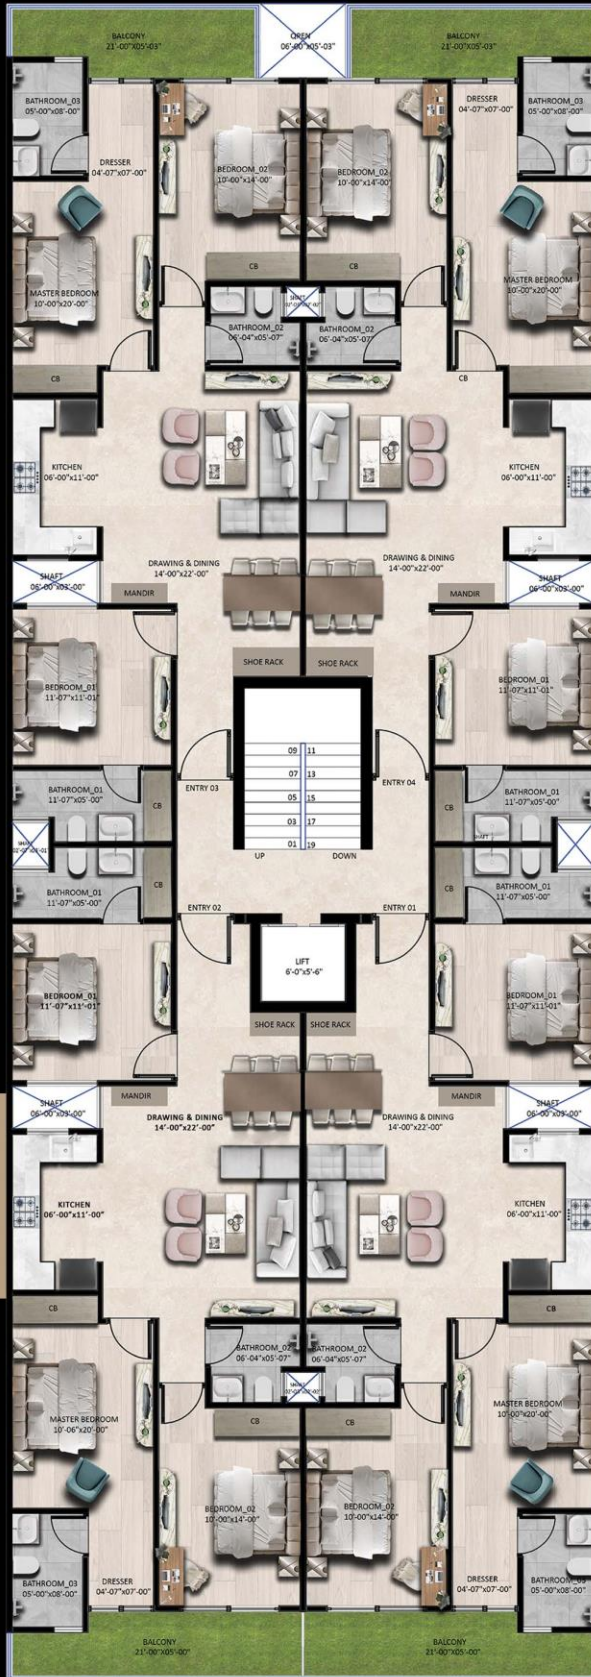 BALCONY
21'-00"X05'-03"
OPEN
06'-00"x05'-03"
BALCONY
21'-00"X05'-03"
BATHROOM_03
05'-00"x08'-00"
DRESSER
04'-07"x07'-00"
BEDROOM_02
10'-00"x14'-00"
BEDROOM_02
10'-00"x14'-00"
DRESSER
04'-07"x07'-00"
BATHROOM_03
05'-00"x08'-00"
MASTER BEDROOM
10'-00"x20'-00"
CB
CB
MASTER BEDROOM
10'-00"x20'-00"
SHAFT
BATHROOM_02
06'-04"x05'-07"
BATHROOM_02
06'-04"x05'-07"
CB
CB
KITCHEN
06'-00"x11'-00"
KITCHEN
06'-00"x11'-00"
DRAWING & DINING
14'-00"x22'-00"
DRAWING & DINING
14'-00"x22'-00"
SHAFT
06'-00"x03'-00"
MANDIR
MANDIR
SHAFT
06'-00"x03'-00"
SHOE RACK
SHOE RACK
BEDROOM_01
11'-07"x11'-01"
BEDROOM_01
11'-07"x11'-01"
09 11
07 13
05 15
03 17
01 19
UP
DOWN
ENTRY 03
ENTRY 04
BATHROOM_01
11'-07"x05'-00"
CB
CB
BATHROOM_01
11'-07"x05'-00"
SHAFT
BATHROOM_01
11'-07"x05'-00"
CB
CB
BATHROOM_01
11'-07"x05'-00"
ENTRY 02
ENTRY 01
LIFT
6'-0"x5'-6"
BEDROOM_01
11'-07"x11'-01"
BEDROOM_01
11'-07"x11'-01"
SHOE RACK
SHOE RACK
SHAFT
06'-00"x03'-00"
MANDIR
MANDIR
SHAFT
06'-00"x03'-00"
DRAWING & DINING
14'-00"x22'-00"
DRAWING & DINING
14'-00"x22'-00"
KITCHEN
06'-00"x11'-00"
KITCHEN
06'-00"x11'-00"
CB
CB
BATHROOM_02
06'-04"x05'-07"
BATHROOM_02
06'-04"x05'-07"
MASTER BEDROOM
10'-06"x20'-00"
CB
CB
MASTER BEDROOM
10'-00"x20'-00"
BEDROOM_02
10'-00"x14'-00"
BEDROOM_02
10'-00"x14'-00"
BATHROOM_03
05'-00"x08'-00"
DRESSER
04'-07"x07'-00"
DRESSER
04'-07"x07'-00"
BATHROOM_03
05'-00"x08'-00"
BALCONY
21'-00"X05'-00"
BALCONY
21'-00"X05'-00"